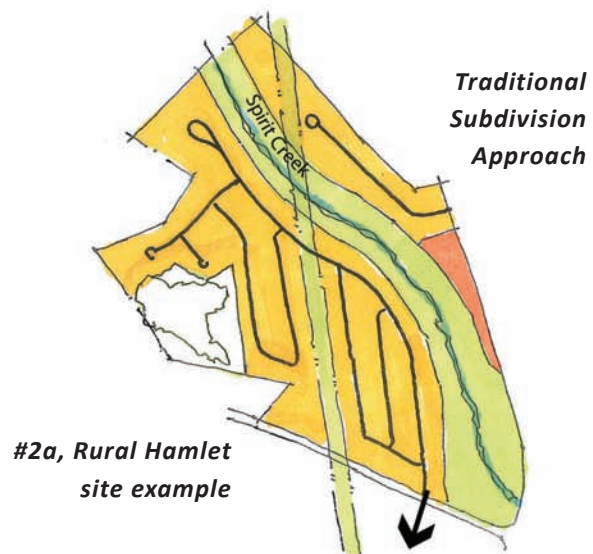 Traditional
Subdivision
Approach
Spirit Creek
#2a, Rural Hamlet
site example